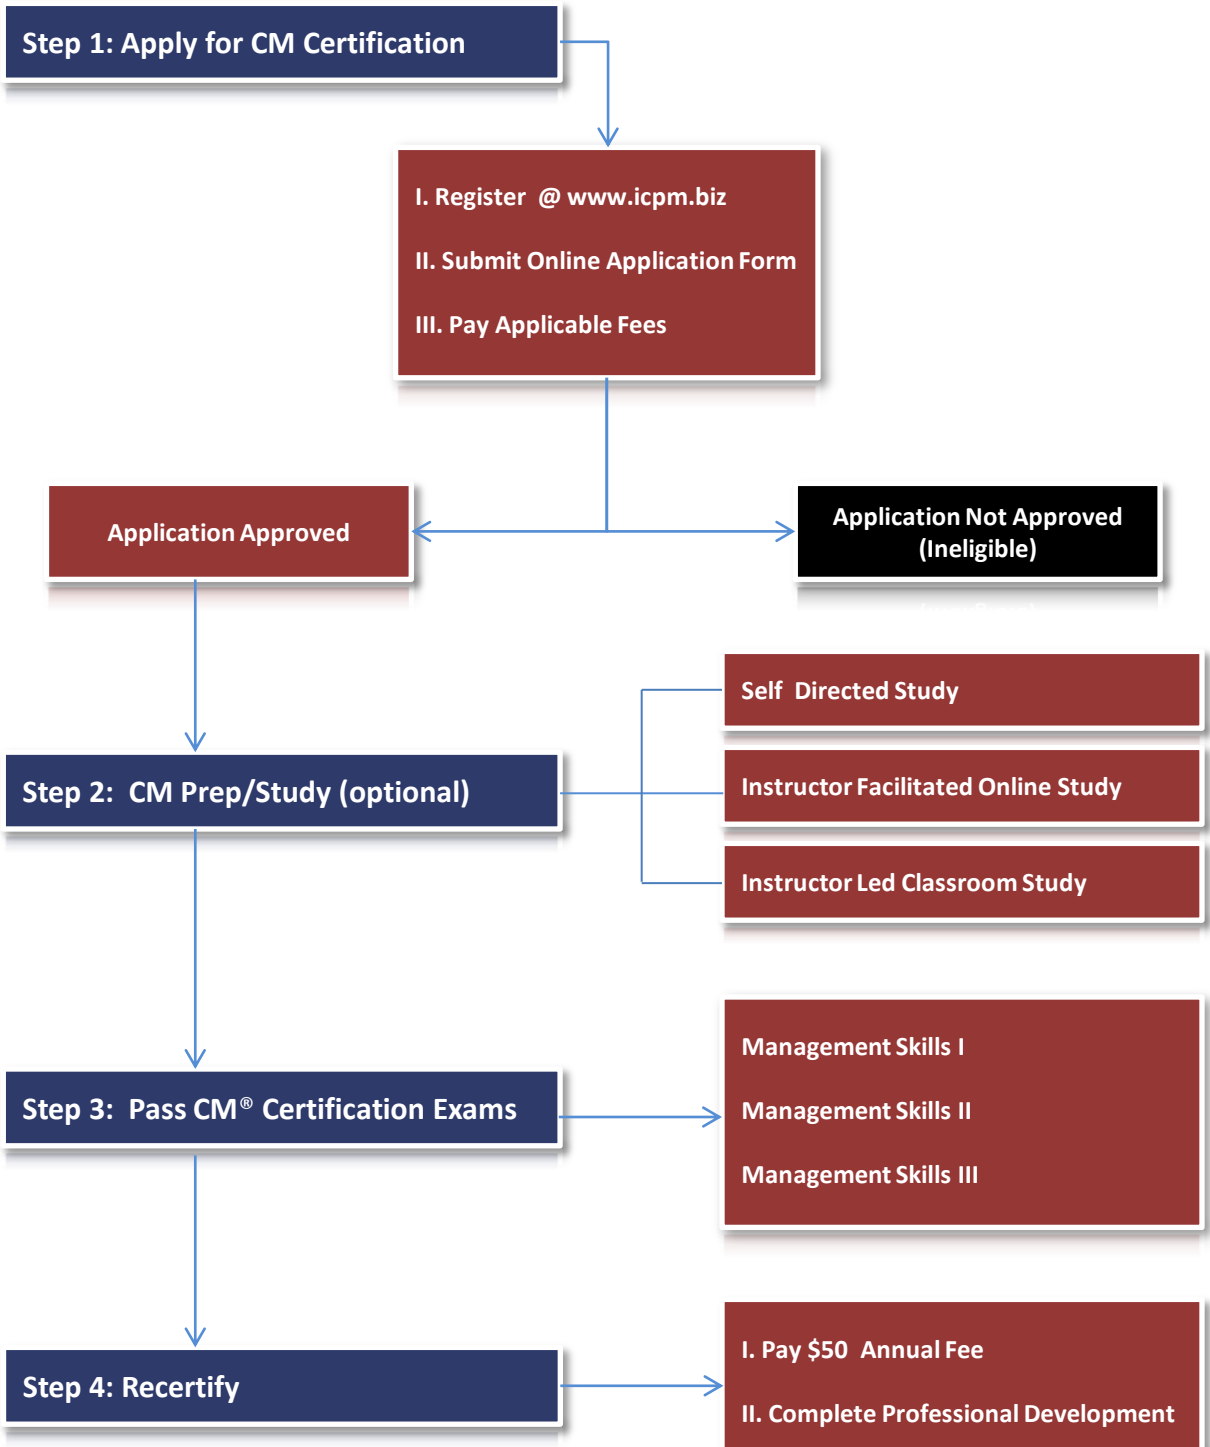 Step 1: Apply for CM Certification
I. Register @ www.icpm.biz
II. Submit Online Application Form
III. Pay Applicable Fees
Application Approved
Application Not Approved
(Ineligible)
Self Directed Study
Step 2: CM Prep/Study (optional)
Instructor Facilitated Online Study
Instructor Led Classroom Study
Management Skills I
Step 3: Pass CM® Certification Exams
Management Skills II
Management Skills III
I. Pay $50 Annual Fee
Step 4: Recertify
II. Complete Professional Development